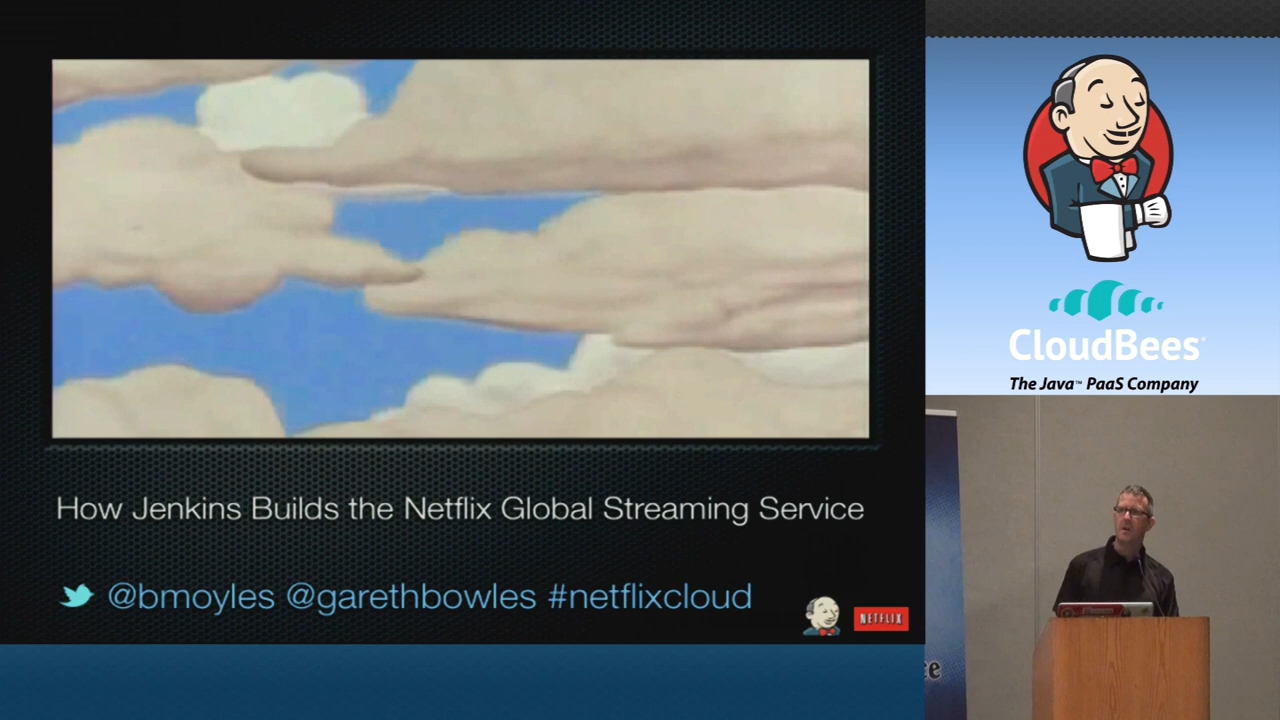 How Jenkins Builds the Netflix Global Streaming Service
@bmoyles @garethbowles #netflixcloud
NETFLIX
CloudBees
The Java™ PaaS Company